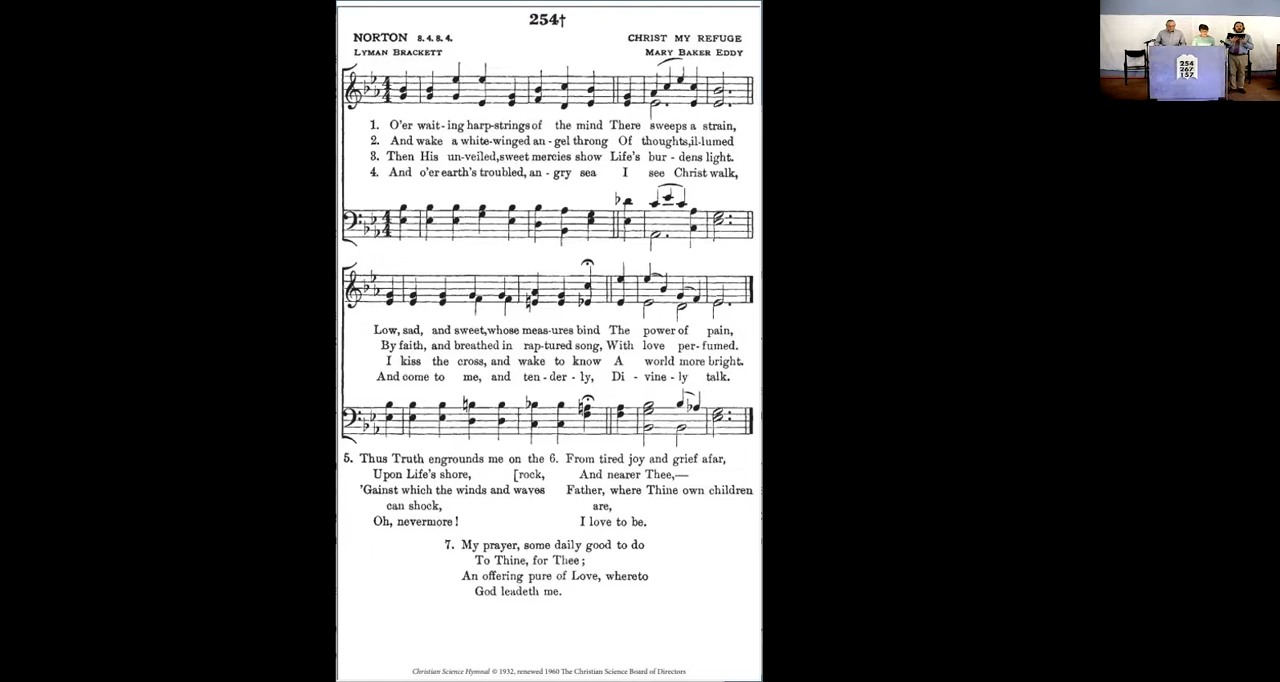 254†
NORTON 8. 4. 8. 4.
CHRIST MY REFUGE
LYMAN BRACKETT
MARY BAKER EDDY
1. O'er wait-ing harp-strings of the mind There sweeps a strain,
2. And wake a white-winged an-gel throng Of thoughts, il-lumed
3. Then His un-veiled, sweet mercies show Life's bur-dens light.
4. And o'er earth's troubled, an-gry sea I see Christ walk,
Low, sad, and sweet, whose meas-ures bind The power of pain,
By faith, and breathed in rap-tured song, With love per-fumed.
I kiss the cross, and wake to know A world more bright.
And come to me, and ten-der-ly, Di-vine-ly talk.
5. Thus Truth engrounds me on the
Upon Life's shore, [rock,
'Gainst which the winds and waves
can shock,
Oh, nevermore!
6. From tired joy and grief afar,
And nearer Thee,—
Father, where Thine own children
are,
I love to be.
7. My prayer, some daily good to do
To Thine, for Thee;
An offering pure of Love, whereto
God leadeth me.
Christian Science Hymnal © 1932, renewed 1960 The Christian Science Board of Directors
254
267
157